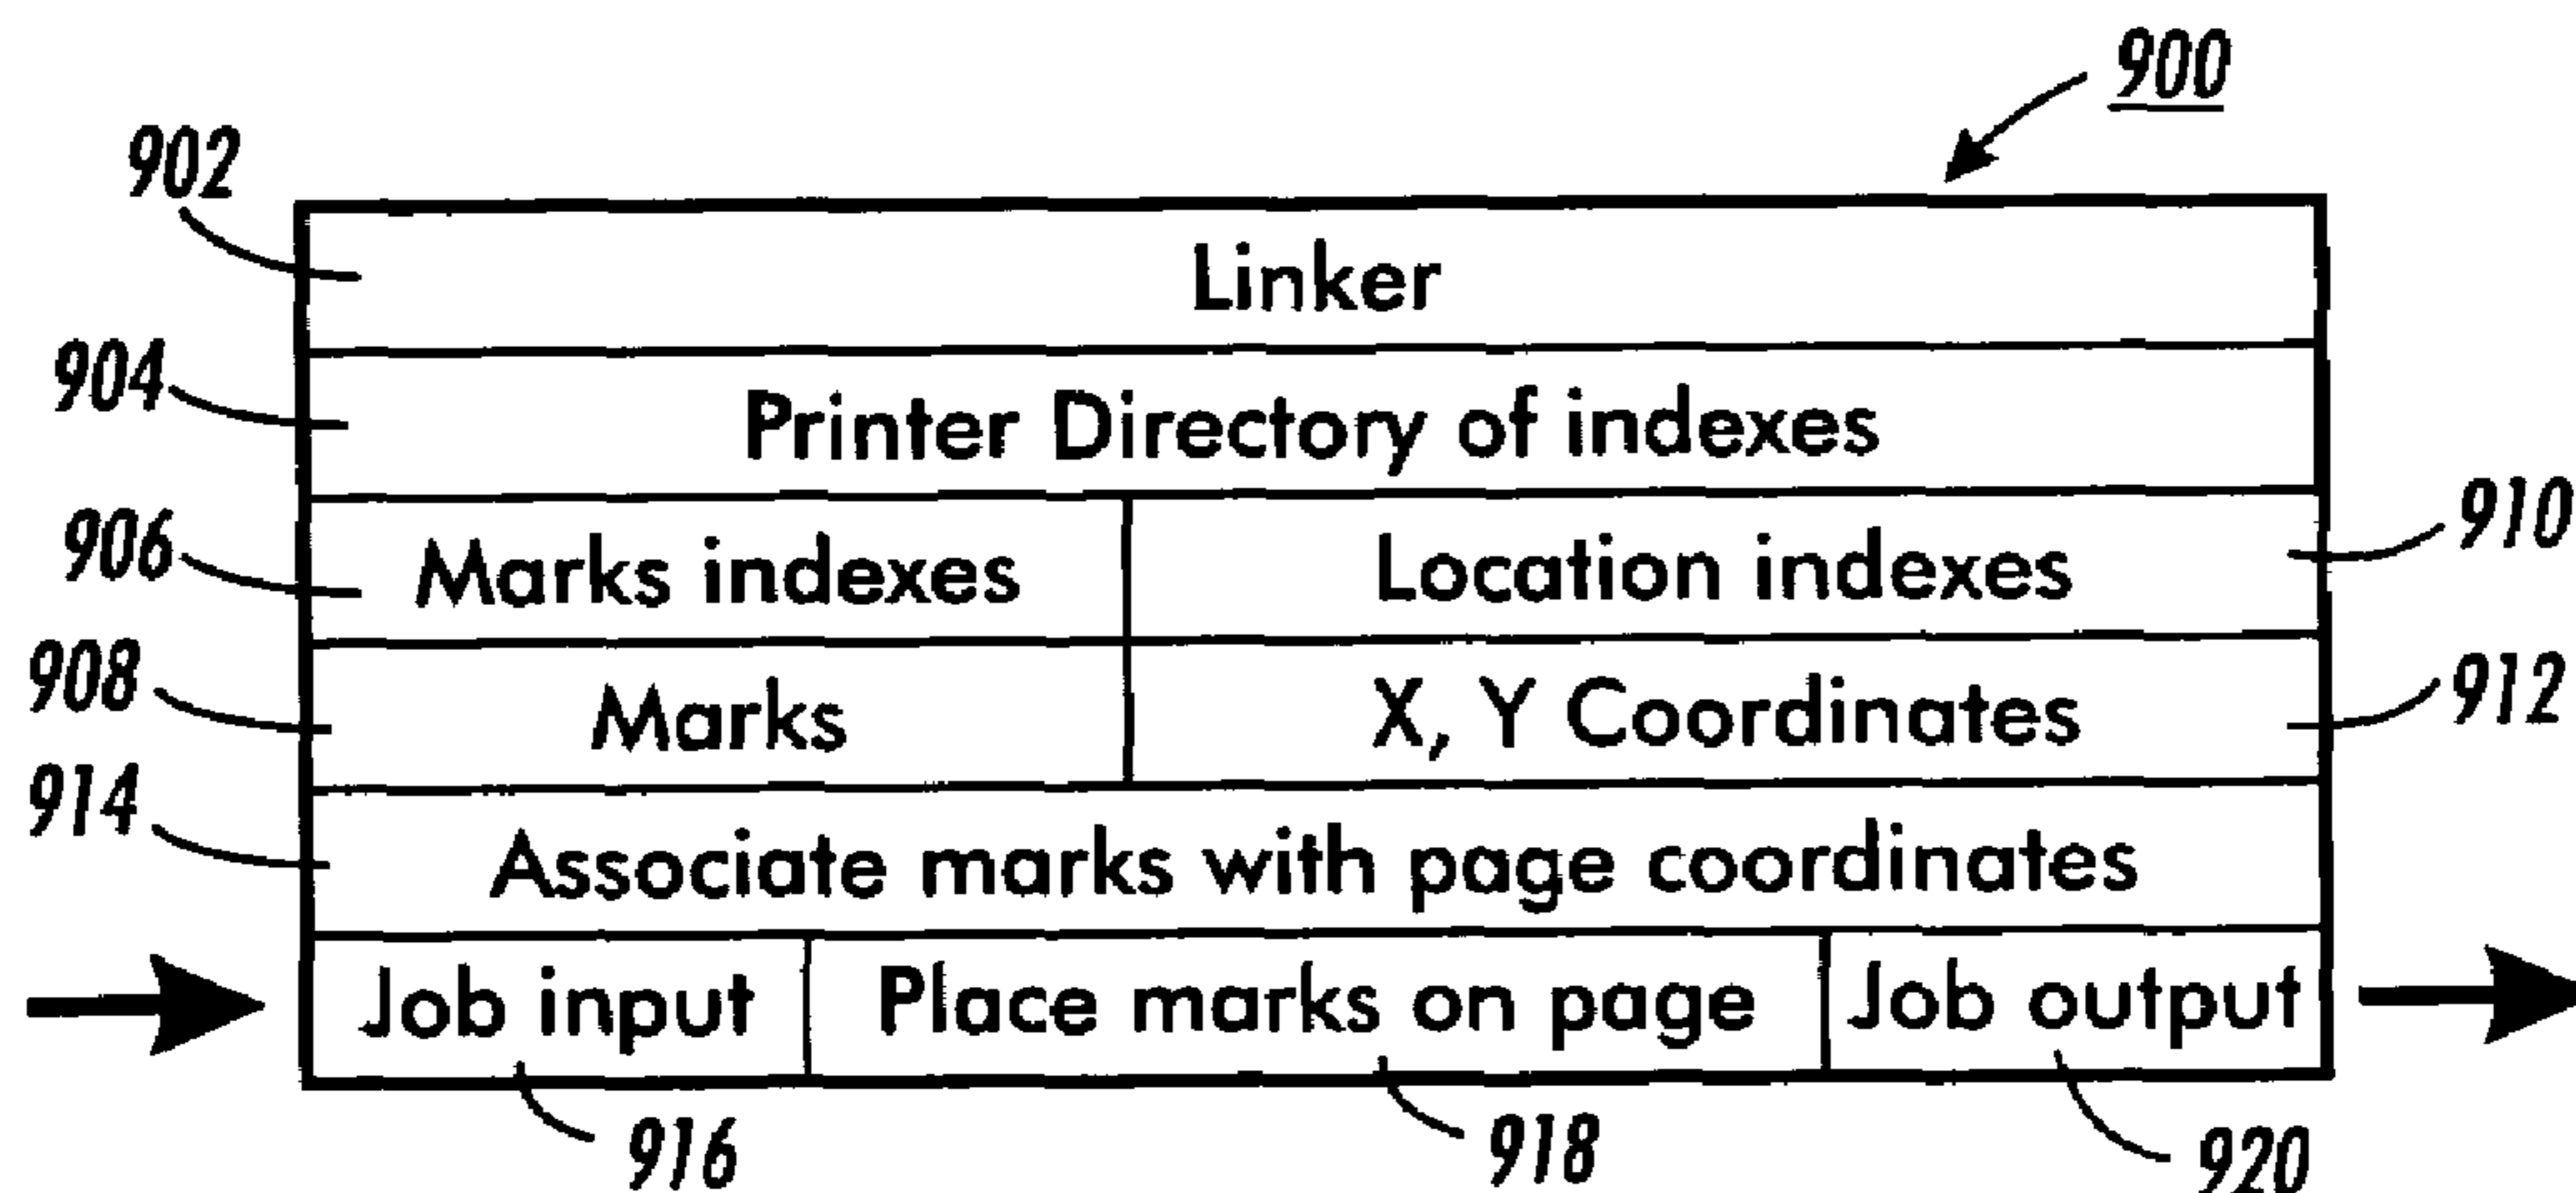 900
902
Linker
904
Printer Directory of indexes
906
Marks indexes
Location indexes
910
908
Marks
X, Y Coordinates
912
914
Associate marks with page coordinates
Job input
Place marks on page
Job output
916
918
920